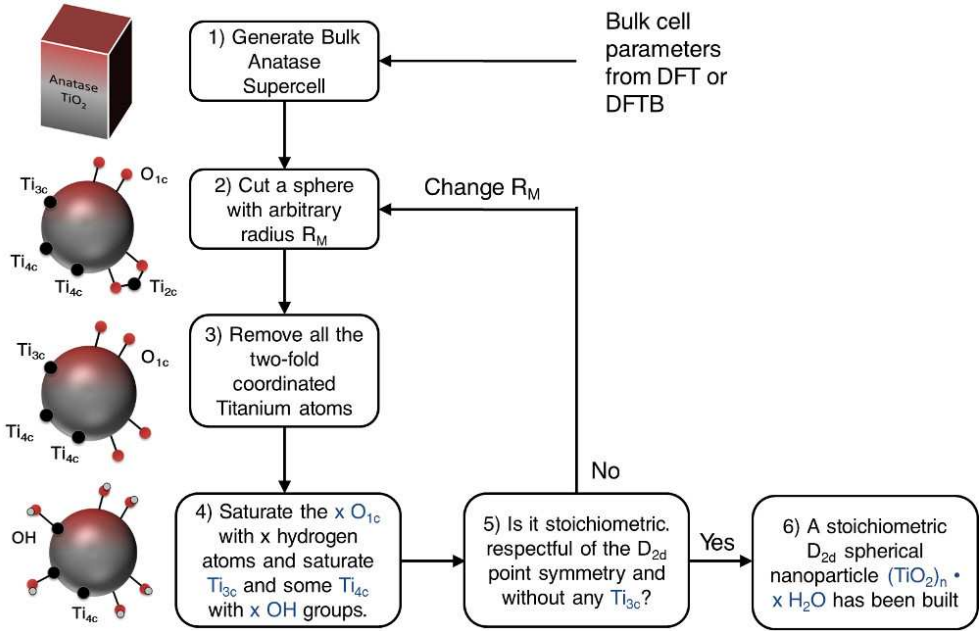 1) Generate Bulk
Anatase
Supercell
Bulk cell
parameters
from DFT or
DFTB
Anatase
TiO₂
Ti₃c
O₁c
Ti₄c
Ti₄c
Ti₂c
2) Cut a sphere
with arbitrary
radius R_M
Change R_M
3) Remove all the
two-fold
coordinated
Titanium atoms
Ti₃c
O₁c
Ti₄c
Ti₄c
OH
Ti₄c
4) Saturate the x O₁c
with x hydrogen
atoms and saturate
Ti₃c and some Ti₄c
with x OH groups.
No
5) Is it stoichiometric.
respectful of the D₂d
point symmetry and
without any Ti₃c?
Yes
6) A stoichiometric
D₂d spherical
nanoparticle (TiO₂)ₙ •
x H₂O has been built